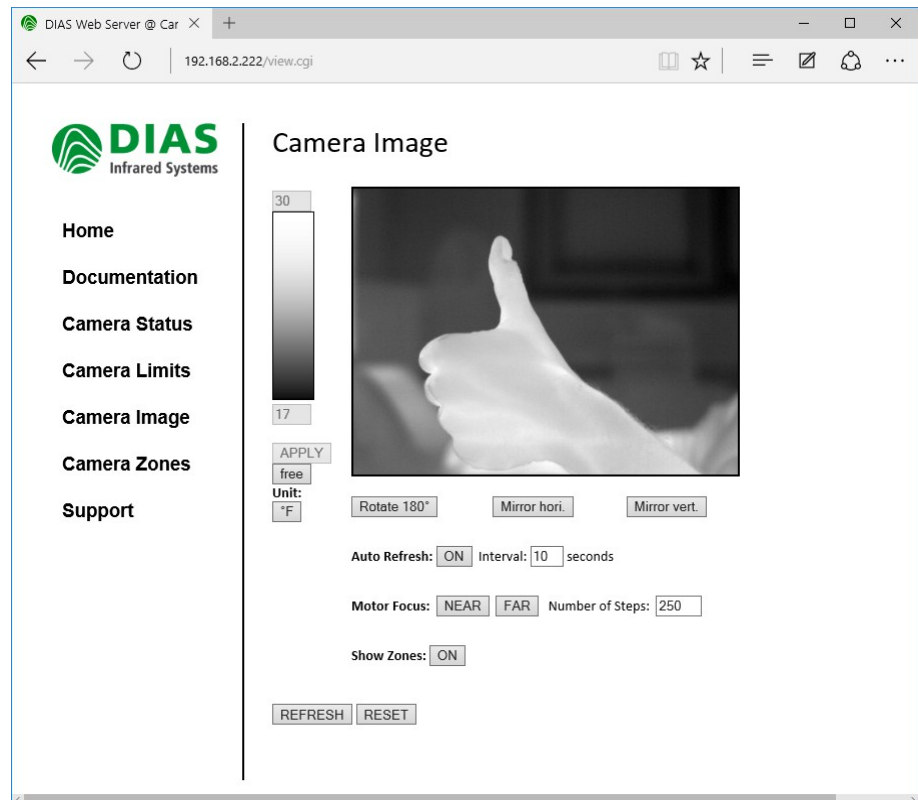 DIAS Web Server @ Car
192.168.2.222/view.cgi
DIAS
Infrared Systems
Home
Documentation
Camera Status
Camera Limits
Camera Image
Camera Zones
Support
Camera Image
30
17
APPLY
free
Unit:
°F
Rotate 180° Mirror hori. Mirror vert.
Auto Refresh: ON Interval: 10 seconds
Motor Focus: NEAR FAR Number of Steps: 250
Show Zones: ON
REFRESH RESET